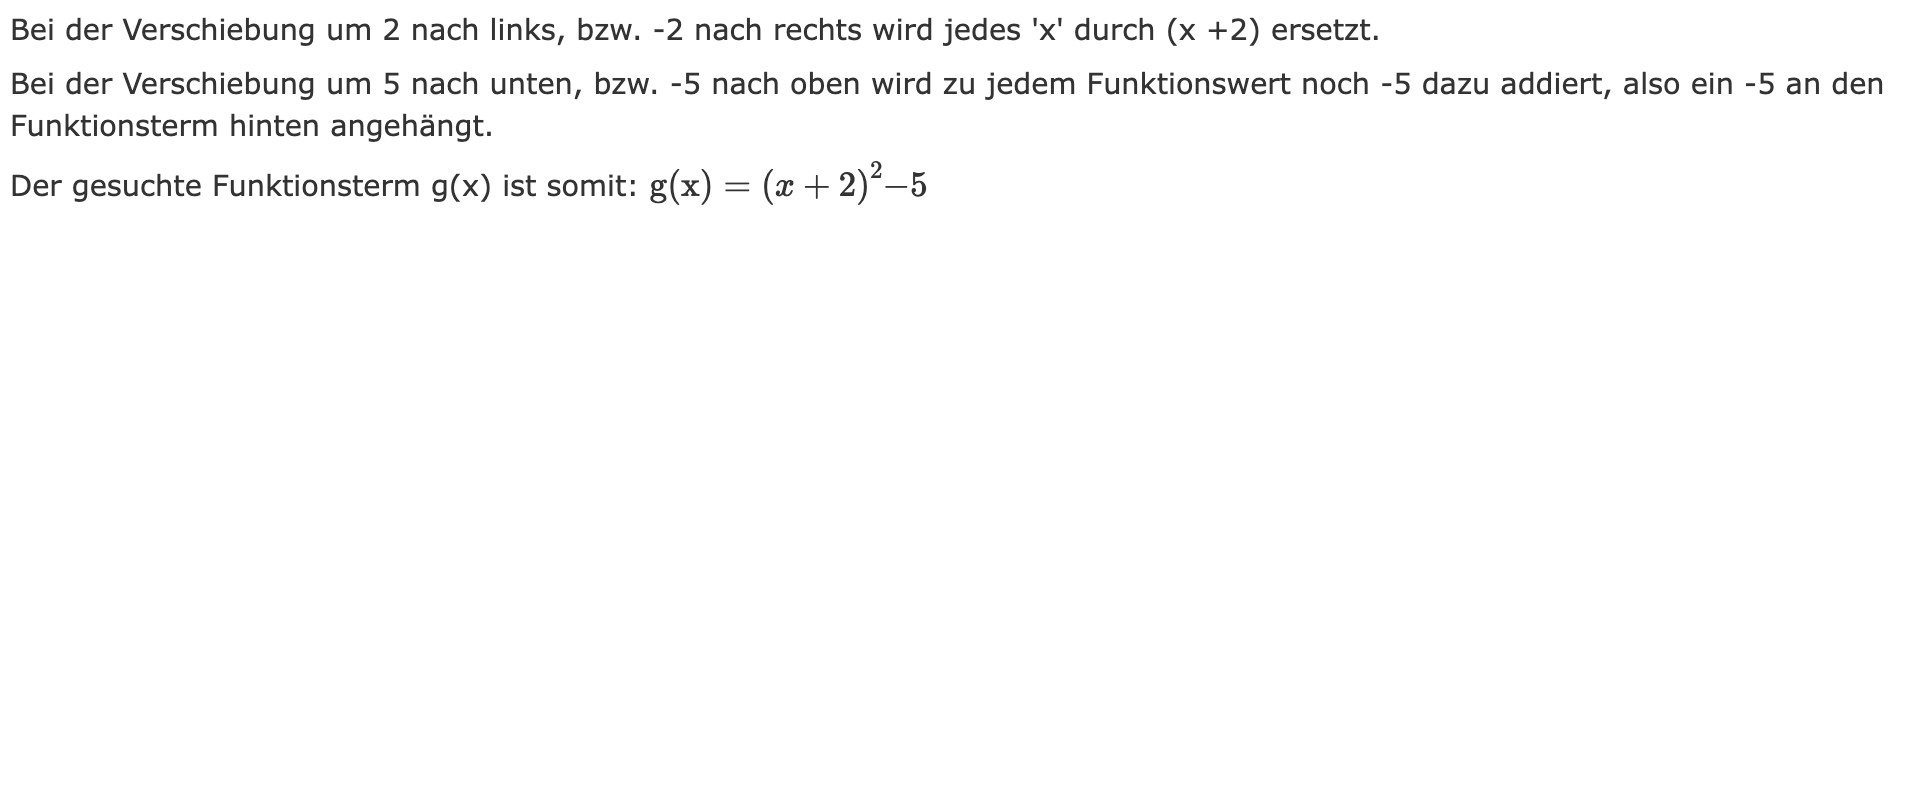 Bei der Verschiebung um 2 nach links, bzw. -2 nach rechts wird jedes 'x' durch (x +2) ersetzt.
Bei der Verschiebung um 5 nach unten, bzw. -5 nach oben wird zu jedem Funktionswert noch -5 dazu addiert, also ein -5 an den
Funktionsterm hinten angehängt.
Der gesuchte Funktionsterm g(x) ist somit: g(x) = (x + 2)²–5